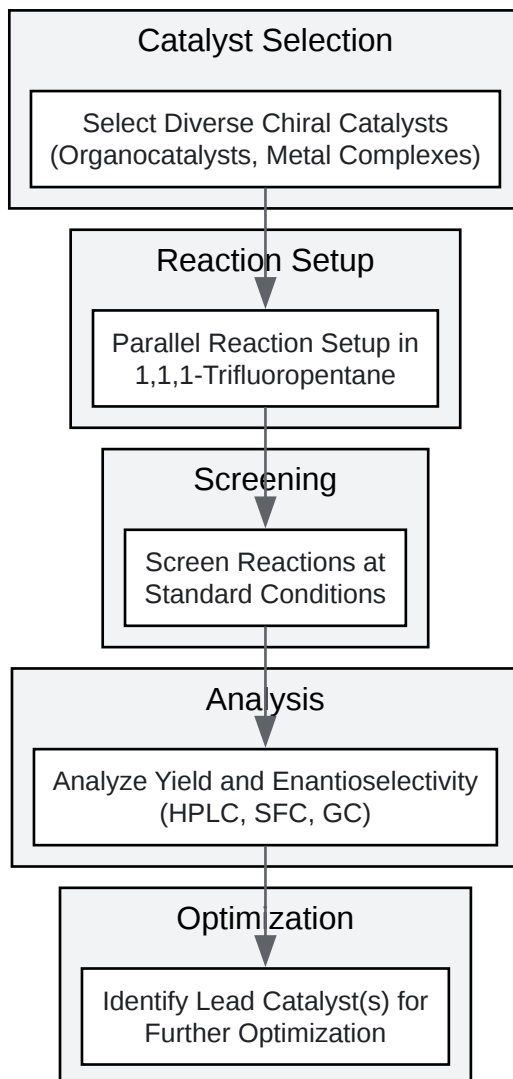 Catalyst Selection
Select Diverse Chiral Catalysts
(Organocatalysts, Metal Complexes)
Reaction Setup
Parallel Reaction Setup in
1,1,1-Trifluoropentane
Screening
Screen Reactions at
Standard Conditions
Analysis
Analyze Yield and Enantioselectivity
(HPLC, SFC, GC)
Optimization
Identify Lead Catalyst(s) for
Further Optimization